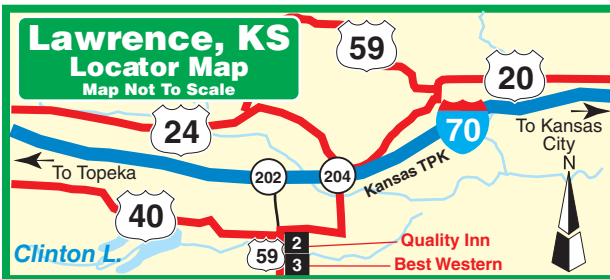 Lawrence, KS
Locator Map
Map Not To Scale
59
20
24
70
To Kansas
City
To Topeka
202
204
Kansas TPK
N
40
Clinton L.
59
2
Quality Inn
3
Best Western